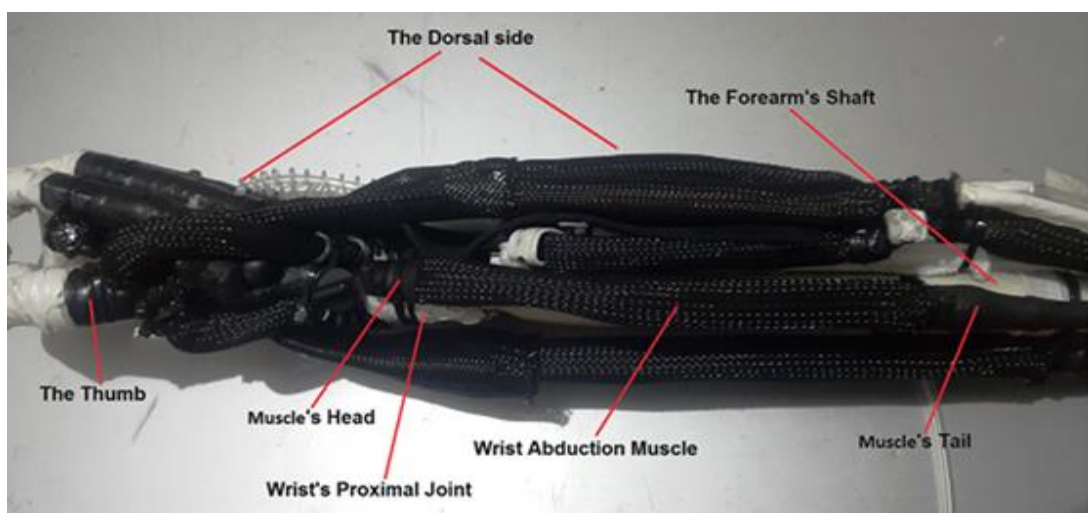 The Dorsal side
The Forearm's Shaft
The Thumb
Muscle's Head
Wrist Abduction Muscle
Muscle's Tail
Wrist's Proximal Joint